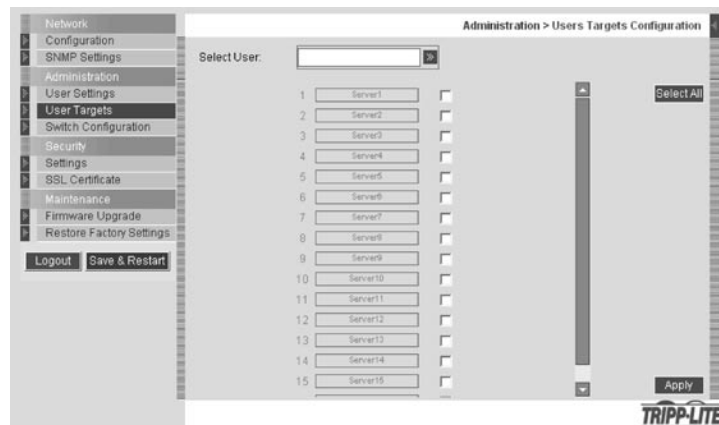 Network
Configuration
SNMP Settings
Administration
User Settings
User Targets
Switch Configuration
Security
Settings
SSL Certificate
Maintenance
Firmware Upgrade
Restore Factory Settings
Logout
Save & Restart
Administration > Users Targets Configuration
Select User:
1 Server1
2 Server2
3 Server3
4 Server4
5 Server5
6 Server6
7 Server7
8 Server8
9 Server9
10 Server10
11 Server11
12 Server12
13 Server13
14 Server14
15 Server15
Select All
Apply
TRIPP·LITE